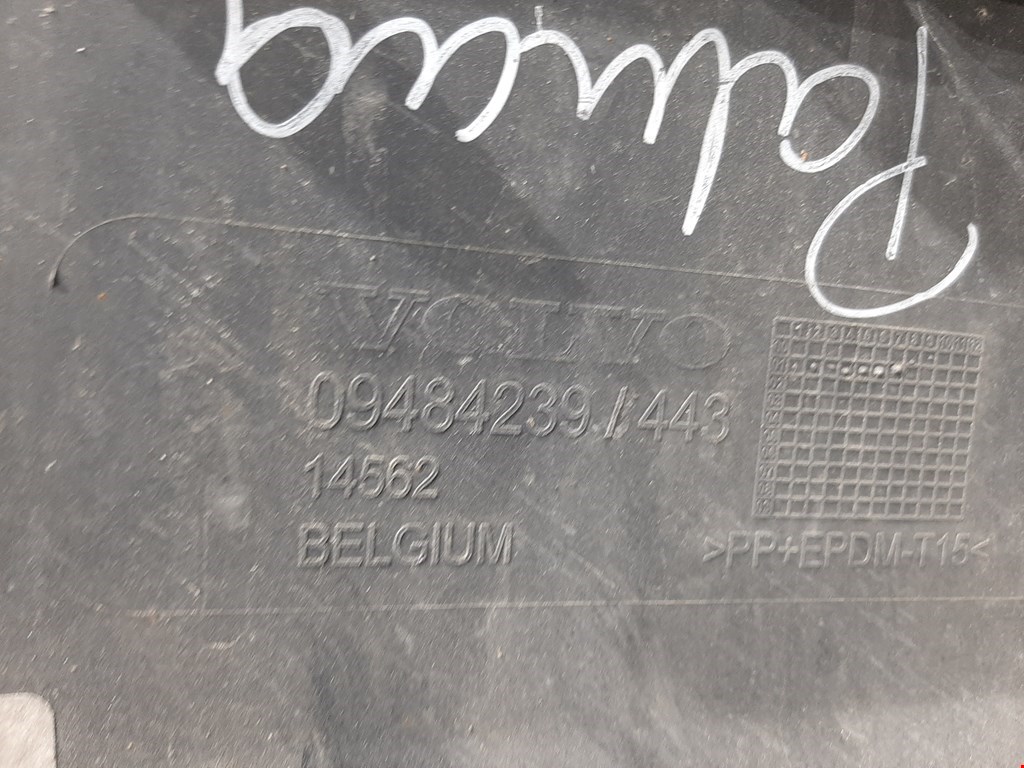 VOLVO
09484239/443
14562
BELGIUM
>PP+EPDM-T15<